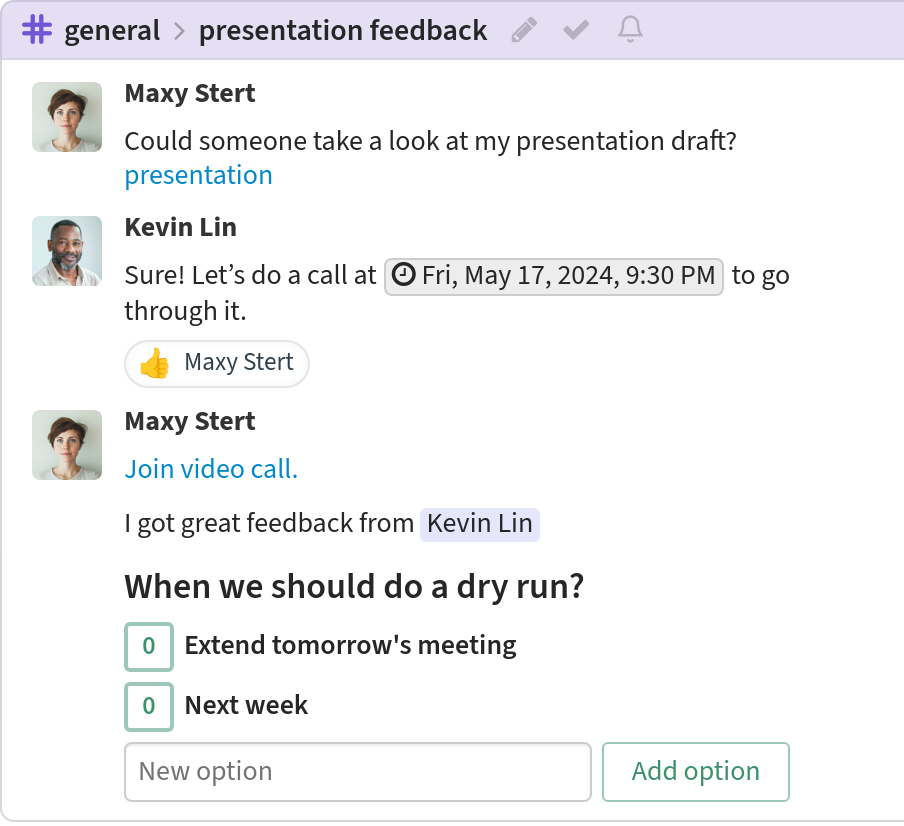 # general > presentation feedback
Maxy Stert
Could someone take a look at my presentation draft?
presentation
Kevin Lin
Sure! Let’s do a call at Fri, May 17, 2024, 9:30 PM to go
through it.
👍 Maxy Stert
Maxy Stert
Join video call.
I got great feedback from Kevin Lin
When we should do a dry run?
0 Extend tomorrow's meeting
0 Next week
New option Add option